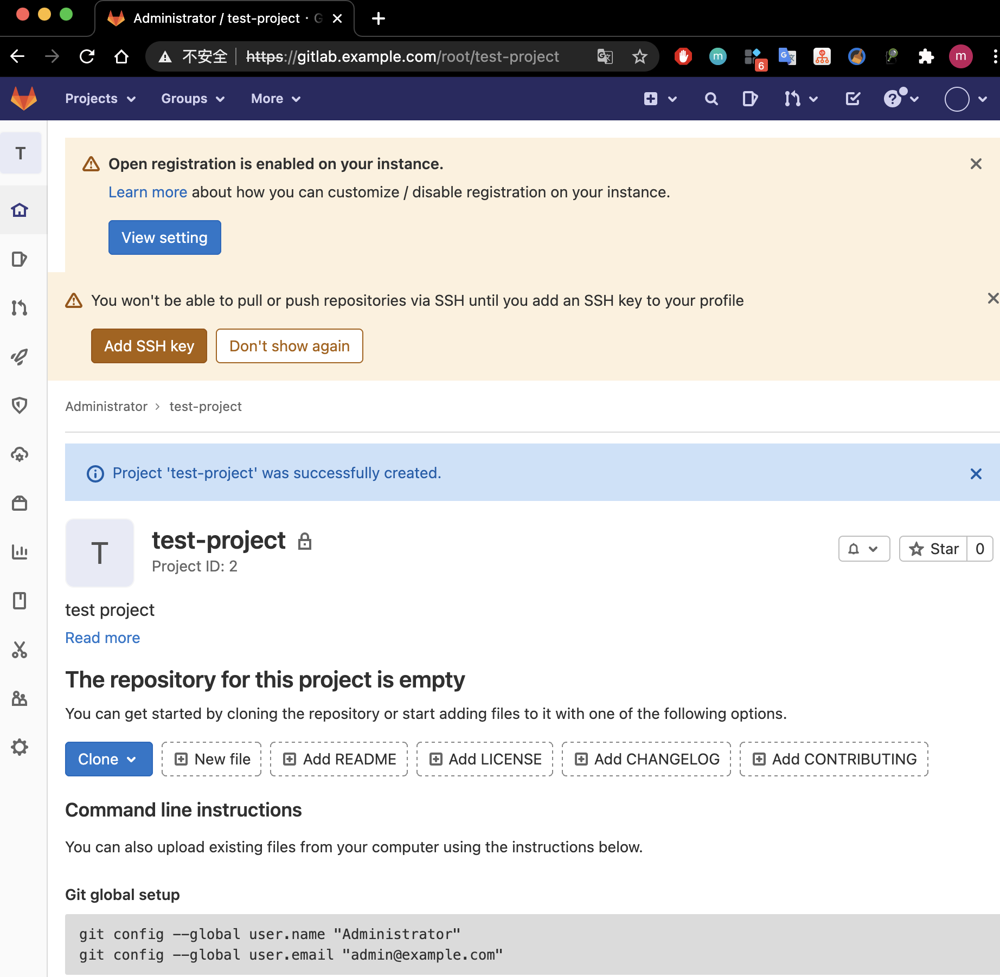 Administrator / test-project · G
不安全 https://gitlab.example.com/root/test-project
m
6
m
Projects Groups More
T
Open registration is enabled on your instance.
Learn more about how you can customize / disable registration on your instance.
View setting
You won't be able to pull or push repositories via SSH until you add an SSH key to your profile
Add SSH key Don't show again
Administrator > test-project
Project 'test-project' was successfully created.
T
test-project
Project ID: 2
Star 0
test project
Read more
The repository for this project is empty
You can get started by cloning the repository or start adding files to it with one of the following options.
Clone New file Add README Add LICENSE Add CHANGELOG Add CONTRIBUTING
Command line instructions
You can also upload existing files from your computer using the instructions below.
Git global setup
git config --global user.name "Administrator"
git config --global user.email "admin@example.com"